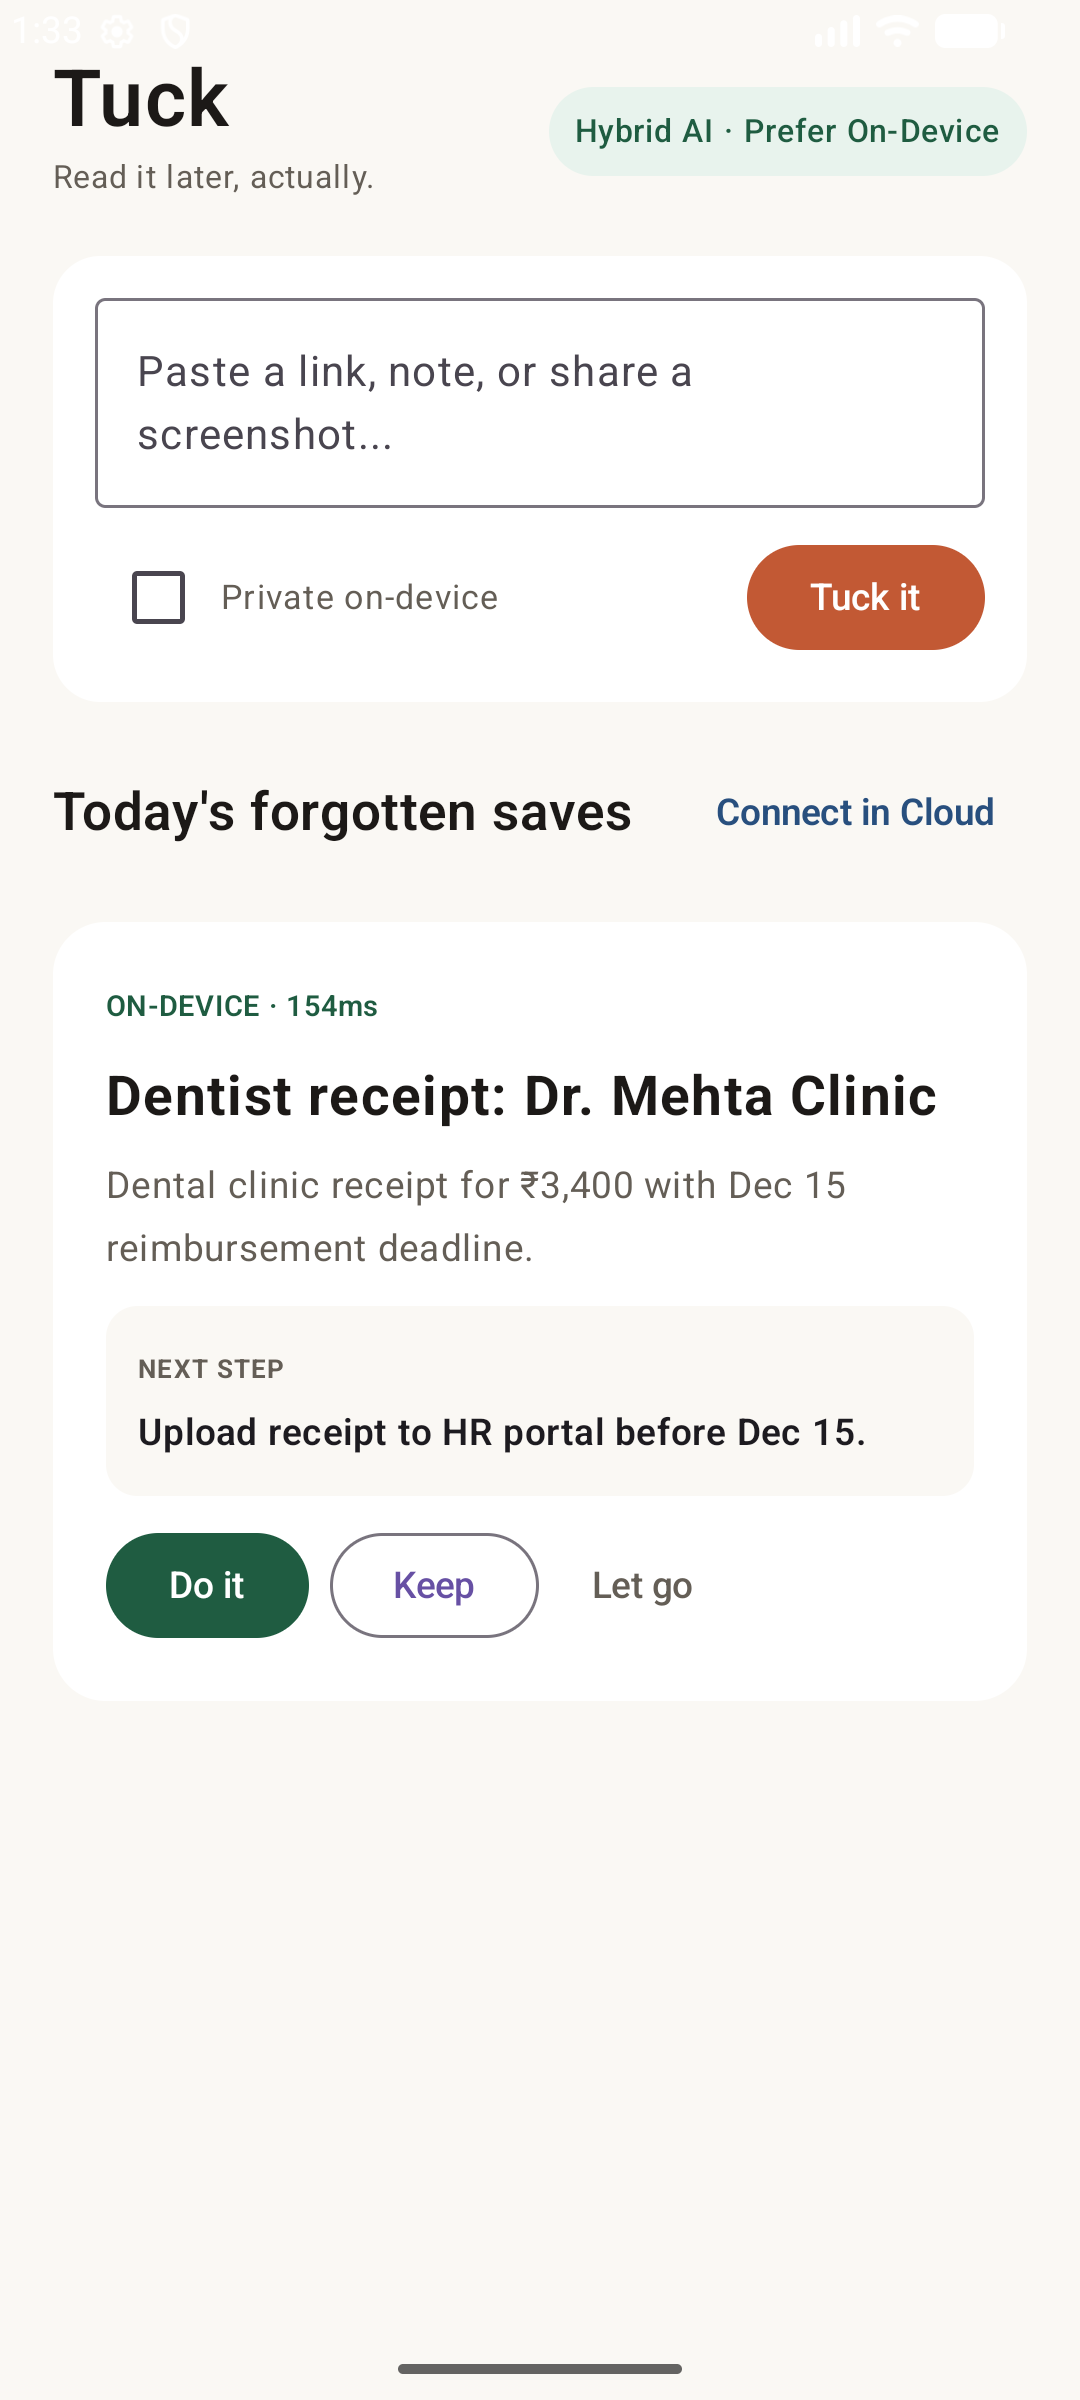 1:33
Tuck
Read it later, actually.
Hybrid AI · Prefer On-Device
Paste a link, note, or share a
screenshot...
Private on-device
Tuck it
Today's forgotten saves
Connect in Cloud
ON-DEVICE · 154ms
Dentist receipt: Dr. Mehta Clinic
Dental clinic receipt for ₹3,400 with Dec 15
reimbursement deadline.
NEXT STEP
Upload receipt to HR portal before Dec 15.
Do it
Keep
Let go